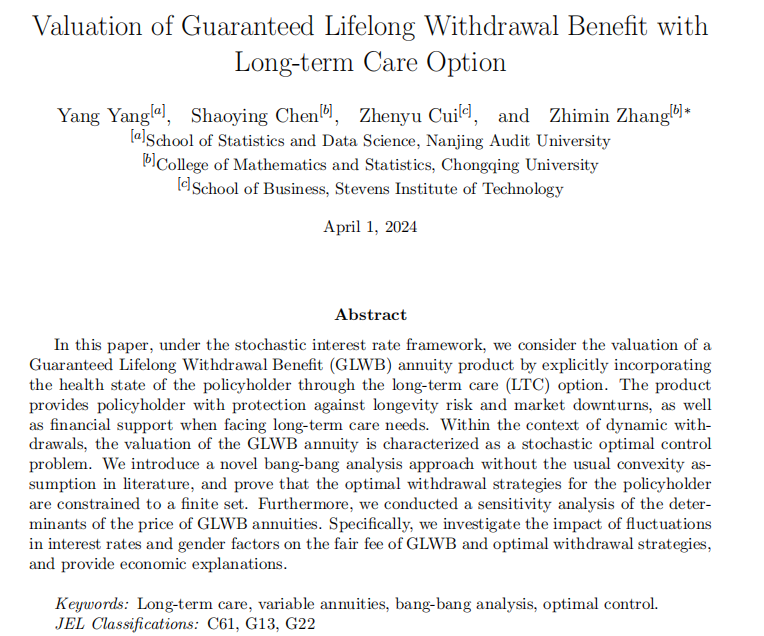 Valuation of Guaranteed Lifelong Withdrawal Benefit with
Long-term Care Option
Yang Yang[a], Shaoying Chen[b], Zhenyu Cui[c], and Zhimin Zhang[b]*
[a]School of Statistics and Data Science, Nanjing Audit University
[b]College of Mathematics and Statistics, Chongqing University
[c]School of Business, Stevens Institute of Technology
April 1, 2024
Abstract
In this paper, under the stochastic interest rate framework, we consider the valuation of a
Guaranteed Lifelong Withdrawal Benefit (GLWB) annuity product by explicitly incorporating
the health state of the policyholder through the long-term care (LTC) option. The product
provides policyholder with protection against longevity risk and market downturns, as well
as financial support when facing long-term care needs. Within the context of dynamic with-
drawals, the valuation of the GLWB annuity is characterized as a stochastic optimal control
problem. We introduce a novel bang-bang analysis approach without the usual convexity as-
sumption in literature, and prove that the optimal withdrawal strategies for the policyholder
are constrained to a finite set. Furthermore, we conducted a sensitivity analysis of the deter-
minants of the price of GLWB annuities. Specifically, we investigate the impact of fluctuations
in interest rates and gender factors on the fair fee of GLWB and optimal withdrawal strategies,
and provide economic explanations.
Keywords: Long-term care, variable annuities, bang-bang analysis, optimal control.
JEL Classifications: C61, G13, G22